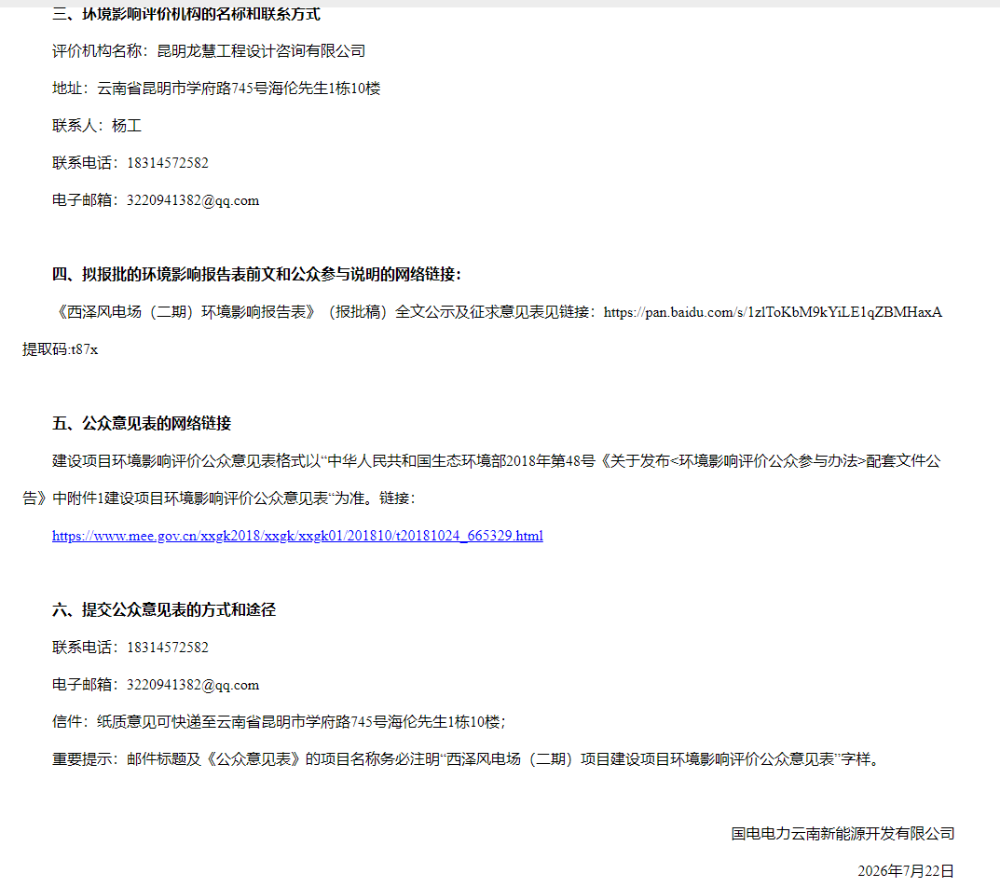 三、环境影响评价机构的名称和联系方式
评价机构名称：昆明龙慧工程设计咨询有限公司
地址：云南省昆明市学府路745号海伦先生1栋10楼
联系人：杨工
联系电话：18314572582
电子邮箱：3220941382@qq.com
四、拟报批的环境影响报告表前文和公众参与说明的网络链接：
《西泽风电场（二期）环境影响报告表》（报批稿）全文公示及征求意见表见链接：https://pan.baidu.com/s/1zlToKbM9kYiLE1qZBMHaxA
提取码:t87x
五、公众意见表的网络链接
建设项目环境影响评价公众意见表格式以“中华人民共和国生态环境部2018年第48号《关于发布<环境影响评价公众参与办法>配套文件公
告》中附件1建设项目环境影响评价公众意见表“为准。链接：
https://www.mee.gov.cn/xxgk2018/xxgk/xxgk01/201810/t20181024_665329.html
六、提交公众意见表的方式和途径
联系电话：18314572582
电子邮箱：3220941382@qq.com
信件：纸质意见可快递至云南省昆明市学府路745号海伦先生1栋10楼；
重要提示：邮件标题及《公众意见表》的项目名称务必注明“西泽风电场（二期）项目建设项目环境影响评价公众意见表”字样。
国电电力云南新能源开发有限公司
2026年7月22日